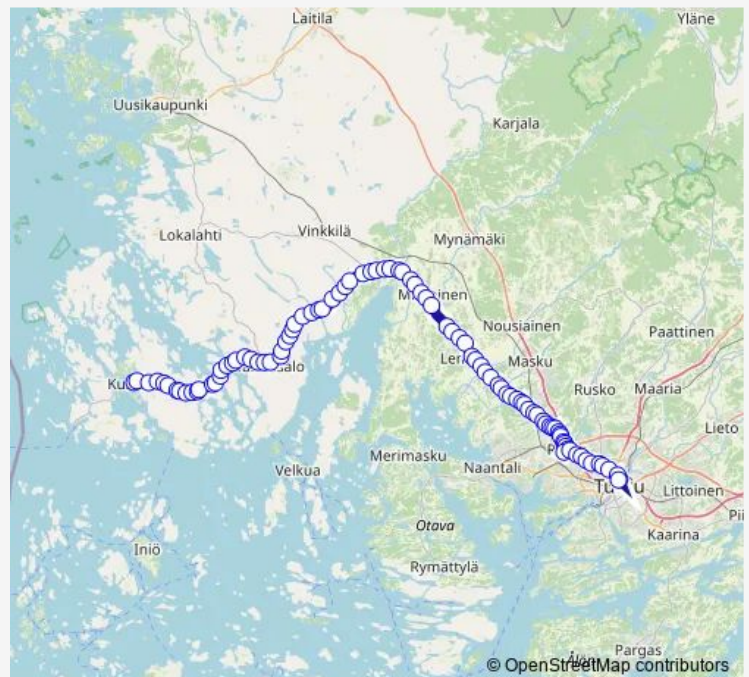 Laitila
Yläne
Uusikaupunki
Karjala
Lokalahti
Vinkkilä
Mynämäki
Nousiainen
Paattinen
Masku
Rusko
Maaria
Lieto
Merimasku
Naantali
Velkua
Littoinen
Otava
Kaarina
Iniö
Rymättylä
Pargas
© OpenStreetMap contributors